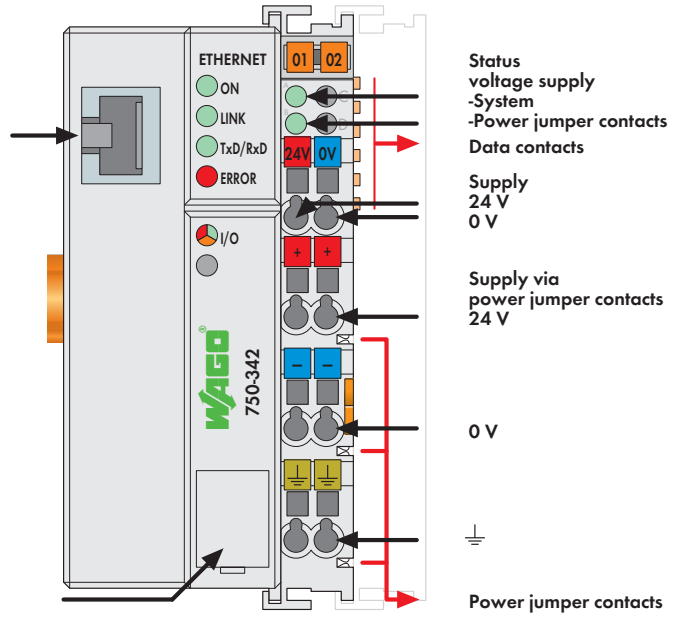 ETHERNET
ON
LINK
TxD/RxD
ERROR
I/O
WAGO
®
750-342
01 02
A
C
B
D
24V 0V
+ +
– –
Status
voltage supply
-System
-Power jumper contacts
Data contacts
Supply
24 V
0 V
Supply via
power jumper contacts
24 V
0 V
Power jumper contacts